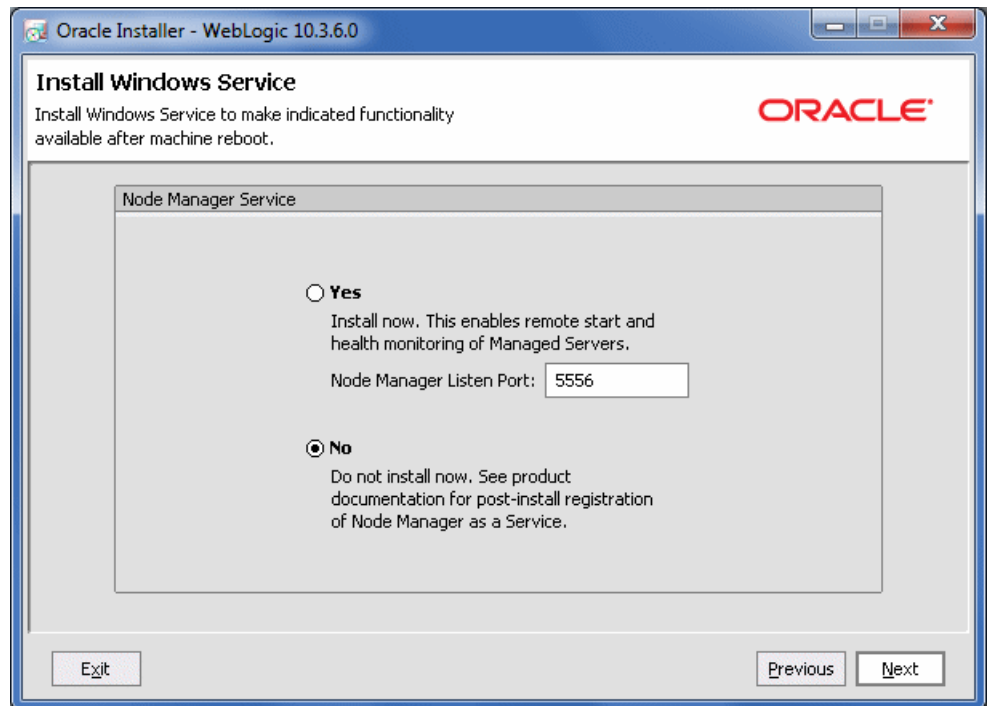 Oracle Installer - WebLogic 10.3.6.0
Install Windows Service
Install Windows Service to make indicated functionality
available after machine reboot.
ORACLE
Node Manager Service
Yes
Install now. This enables remote start and
health monitoring of Managed Servers.
Node Manager Listen Port: 5556
No
Do not install now. See product
documentation for post-install registration
of Node Manager as a Service.
Exit Previous Next